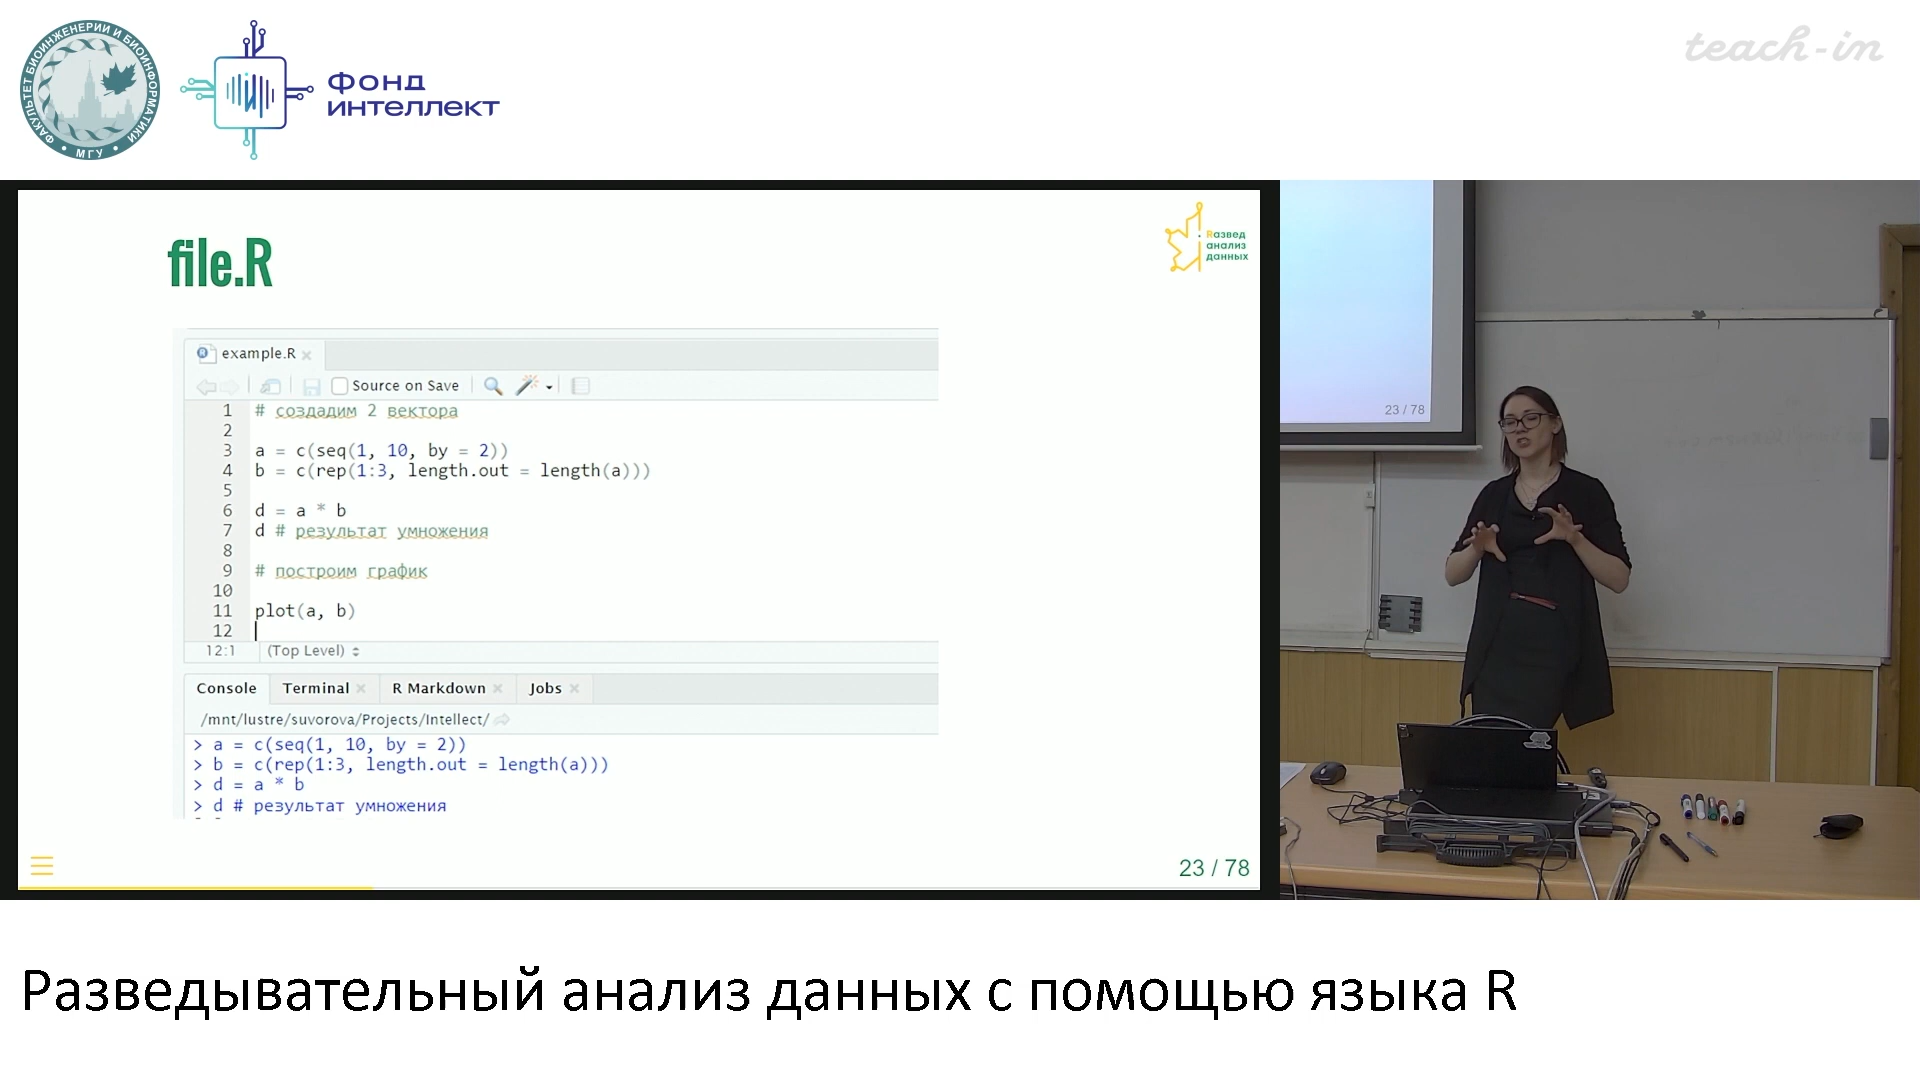 ФАКУЛЬТЕТ БИОИНЖЕНЕРИИ И БИОИНФОРМАТИКИ
• МГУ •
ФОНД
ИНТЕЛЛЕКТ
teach-in
file.R
Rазвед
анализ
данных
example.R
Source on Save
1 # создадим 2 вектора
2
3 a = c(seq(1, 10, by = 2))
4 b = c(rep(1:3, length.out = length(a)))
5
6 d = a * b
7 d # результат умножения
8
9 # построим график
10
11 plot(a, b)
12
12:1 (Top Level)
Console Terminal R Markdown Jobs
/mnt/lustre/suvorova/Projects/Intellect/
> a = c(seq(1, 10, by = 2))
> b = c(rep(1:3, length.out = length(a)))
> d = a * b
> d # результат умножения
23 / 78
23 / 78
Разведывательный анализ данных с помощью языка R